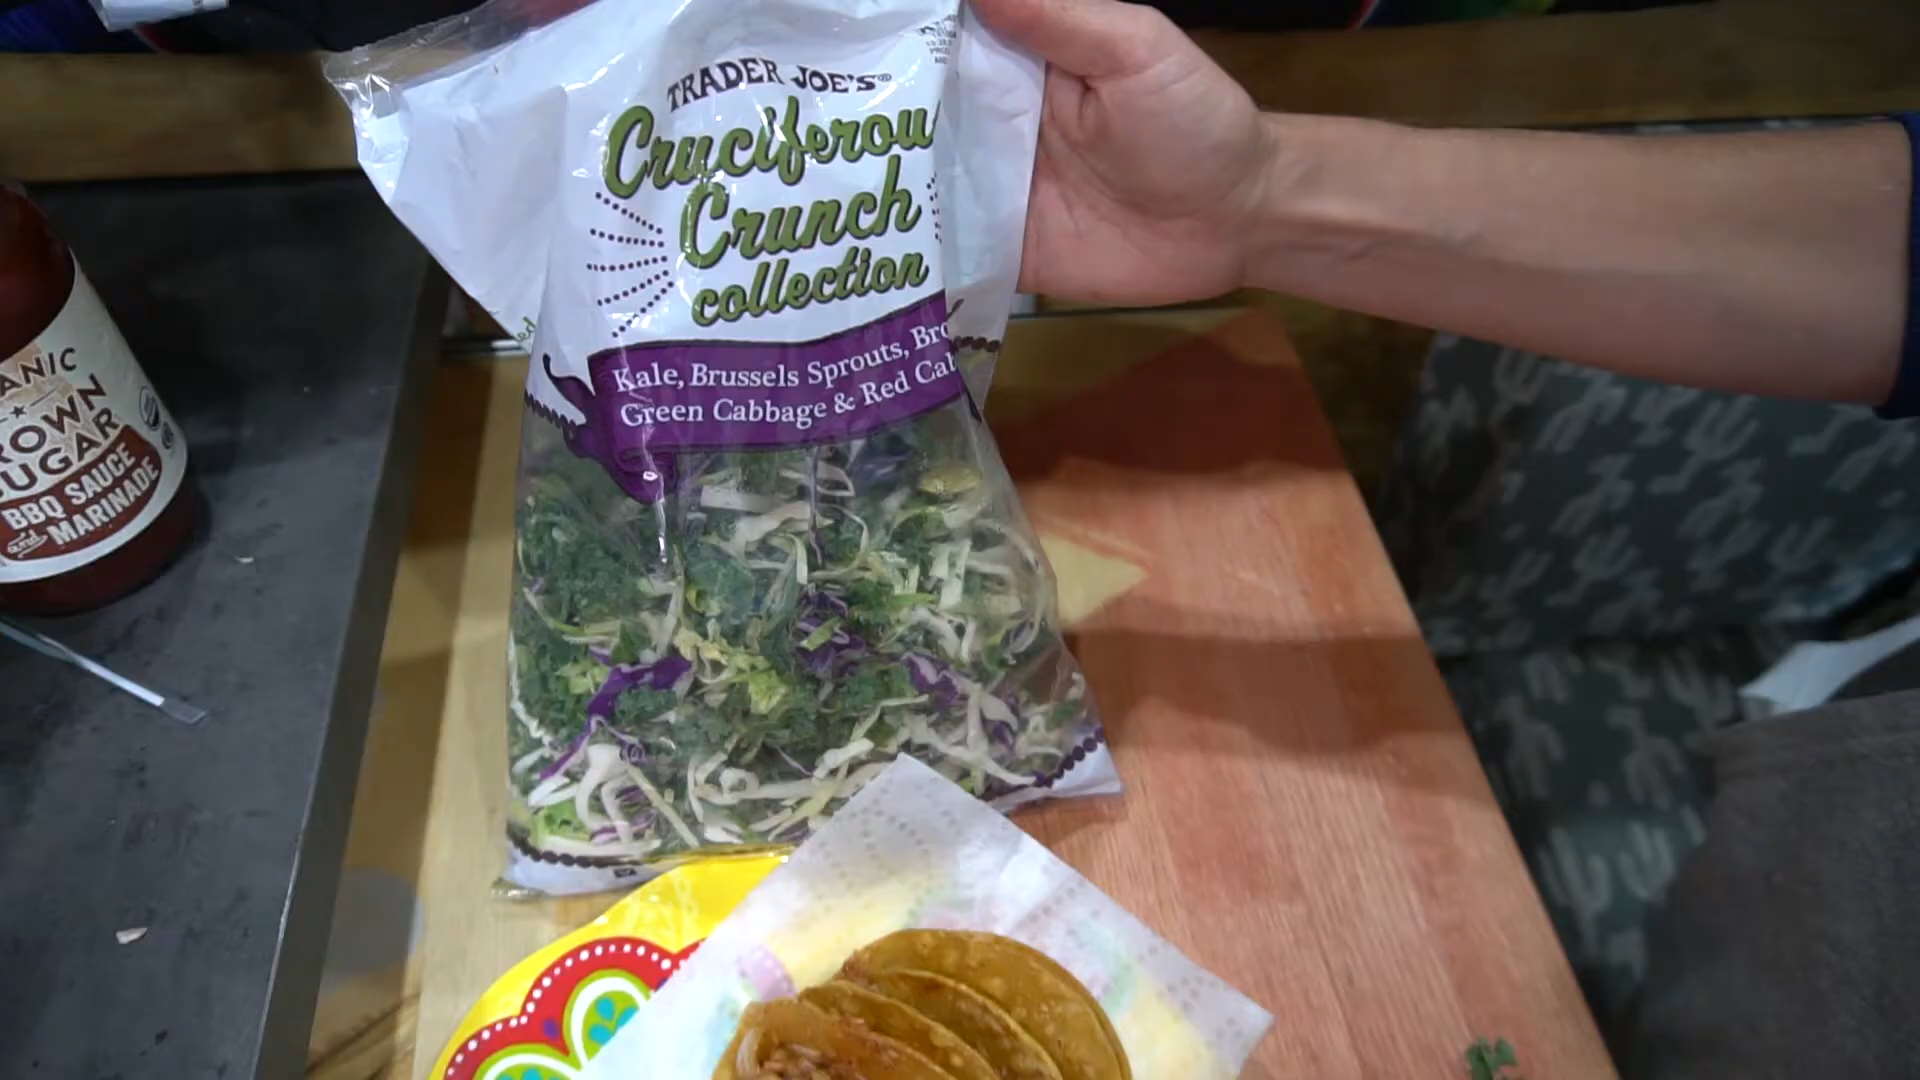 TRADER JOE'S®
Cruciferou
Crunch
collection
Kale, Brussels Sprouts, Bro
Green Cabbage & Red Cab
ANIC
ROWN
UGAR
BBQ SAUCE
and MARINADE